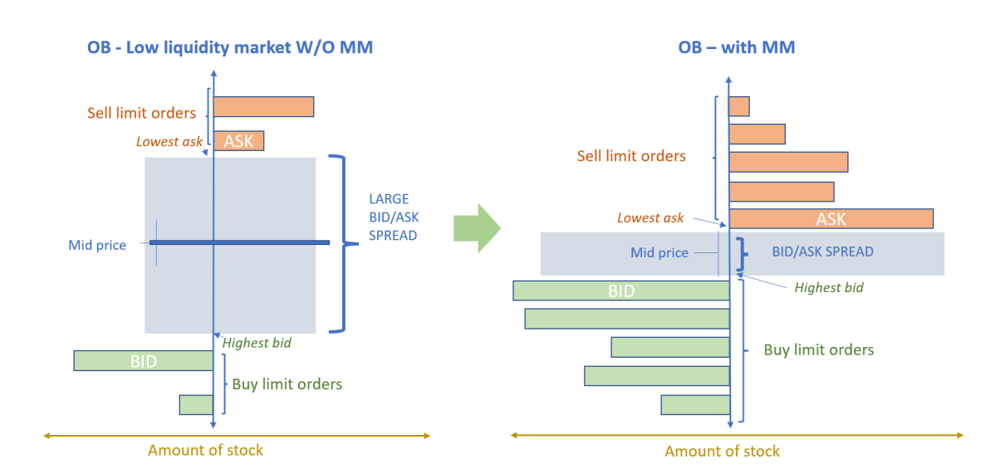 OB - Low liquidity market W/O MM
Sell limit orders
Lowest ask
ASK
LARGE
BID/ASK
SPREAD
Mid price
Highest bid
BID
Buy limit orders
Amount of stock
OB – with MM
Sell limit orders
Lowest ask
ASK
Mid price
BID/ASK SPREAD
Highest bid
BID
Buy limit orders
Amount of stock